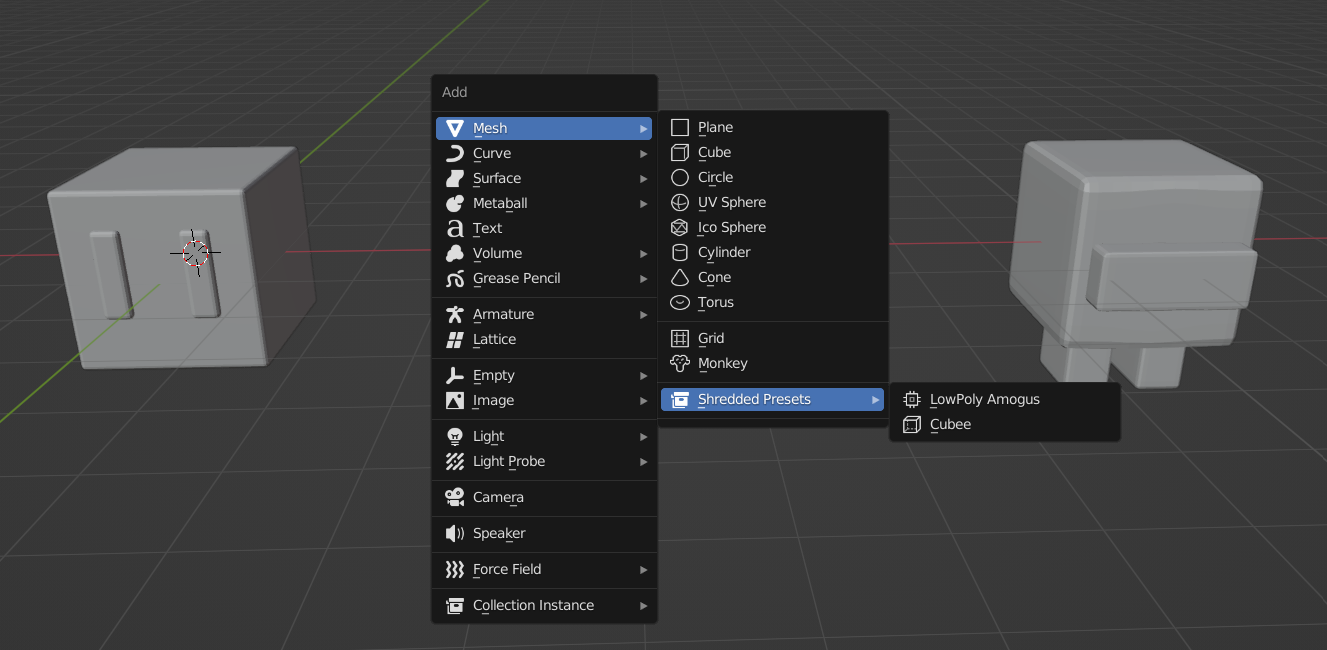 Add
Mesh
Curve
Surface
Metaball
Text
Volume
Grease Pencil
Armature
Lattice
Empty
Image
Light
Light Probe
Camera
Speaker
Force Field
Collection Instance
Plane
Cube
Circle
UV Sphere
Ico Sphere
Cylinder
Cone
Torus
Grid
Monkey
Shredded Presets
LowPoly Amogus
Cubee